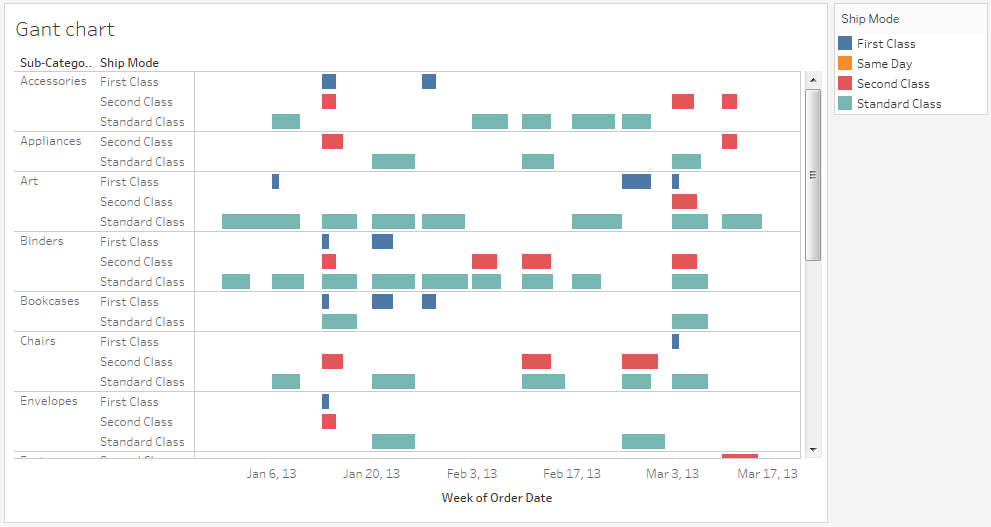 Gant chart
Sub-Catego.. Ship Mode
Accessories First Class
Second Class
Standard Class
Appliances Second Class
Standard Class
Art First Class
Second Class
Standard Class
Binders First Class
Second Class
Standard Class
Bookcases First Class
Standard Class
Chairs First Class
Second Class
Standard Class
Envelopes First Class
Second Class
Standard Class
Jan 6, 13 Jan 20, 13 Feb 3, 13 Feb 17, 13 Mar 3, 13 Mar 17, 13
Week of Order Date
Ship Mode
First Class
Same Day
Second Class
Standard Class